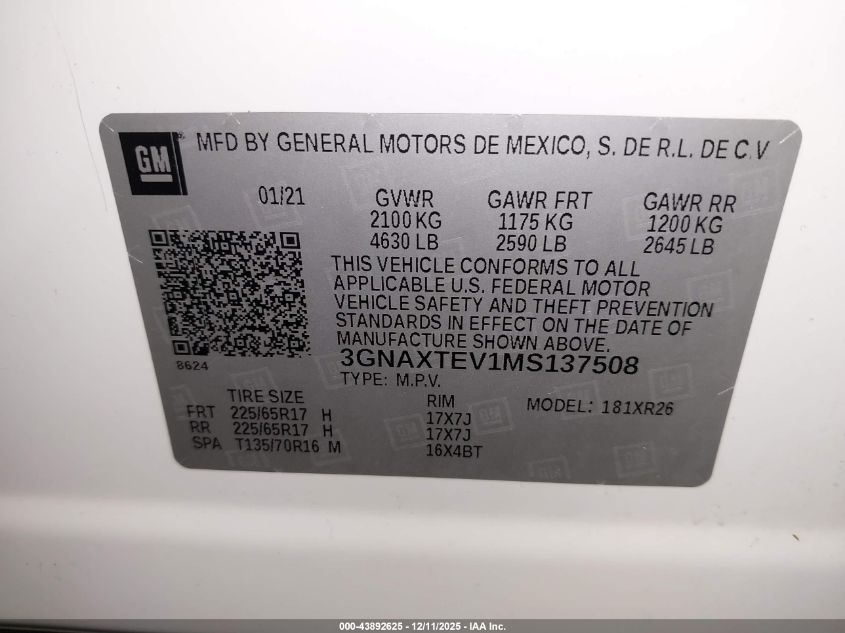 GM
MFD BY GENERAL MOTORS DE MEXICO, S. DE R.L. DE C.V
01/21 GVWR GAWR FRT GAWR RR
2100 KG 1175 KG 1200 KG
4630 LB 2590 LB 2645 LB
THIS VEHICLE CONFORMS TO ALL
APPLICABLE U.S. FEDERAL MOTOR
VEHICLE SAFETY AND THEFT PREVENTION
STANDARDS IN EFFECT ON THE DATE OF
MANUFACTURE SHOWN ABOVE.
8624
3GNAXTEV1MS137508
TYPE: M.P.V.
TIRE SIZE RIM MODEL: 181XR26
FRT 225/65R17 H 17X7J
RR 225/65R17 H 17X7J
SPA T135/70R16 M 16X4BT
000-43892625 - 12/11/2025 - IAA Inc.